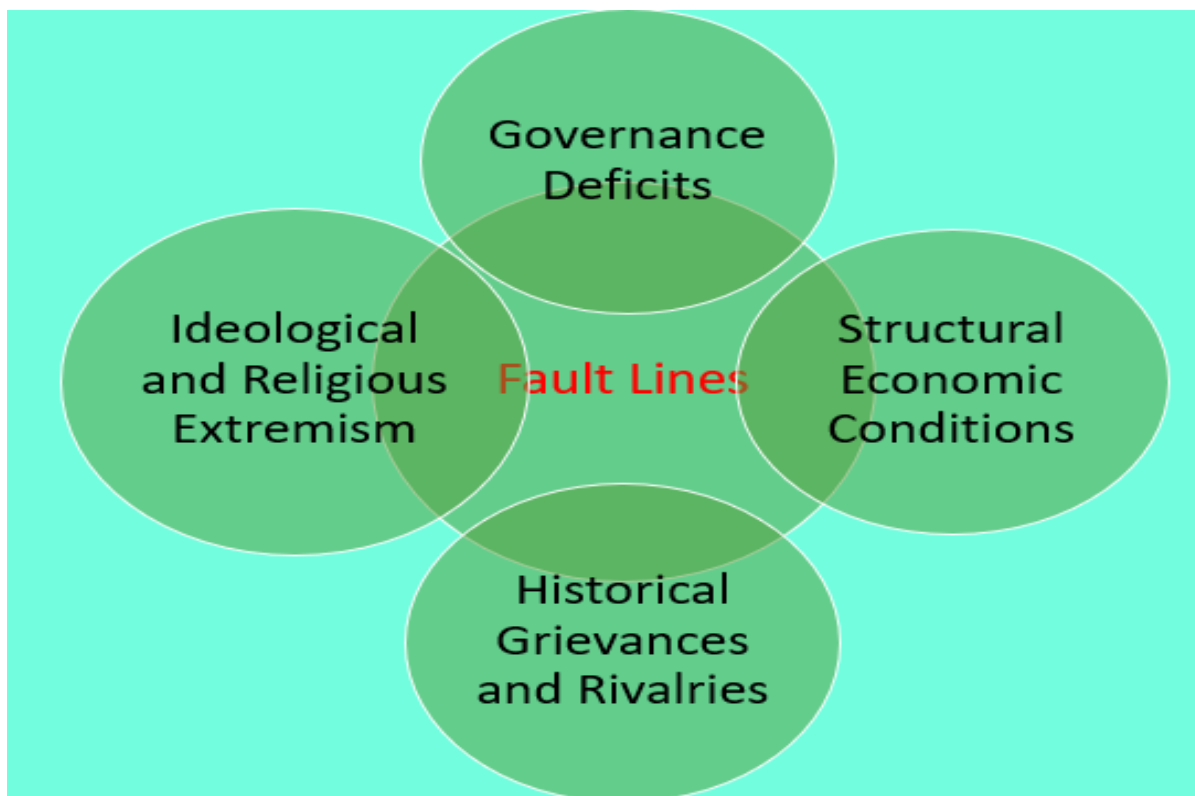 Governance
Deficits
Ideological
and Religious
Extremism
Fault Lines
Structural
Economic
Conditions
Historical
Grievances
and Rivalries